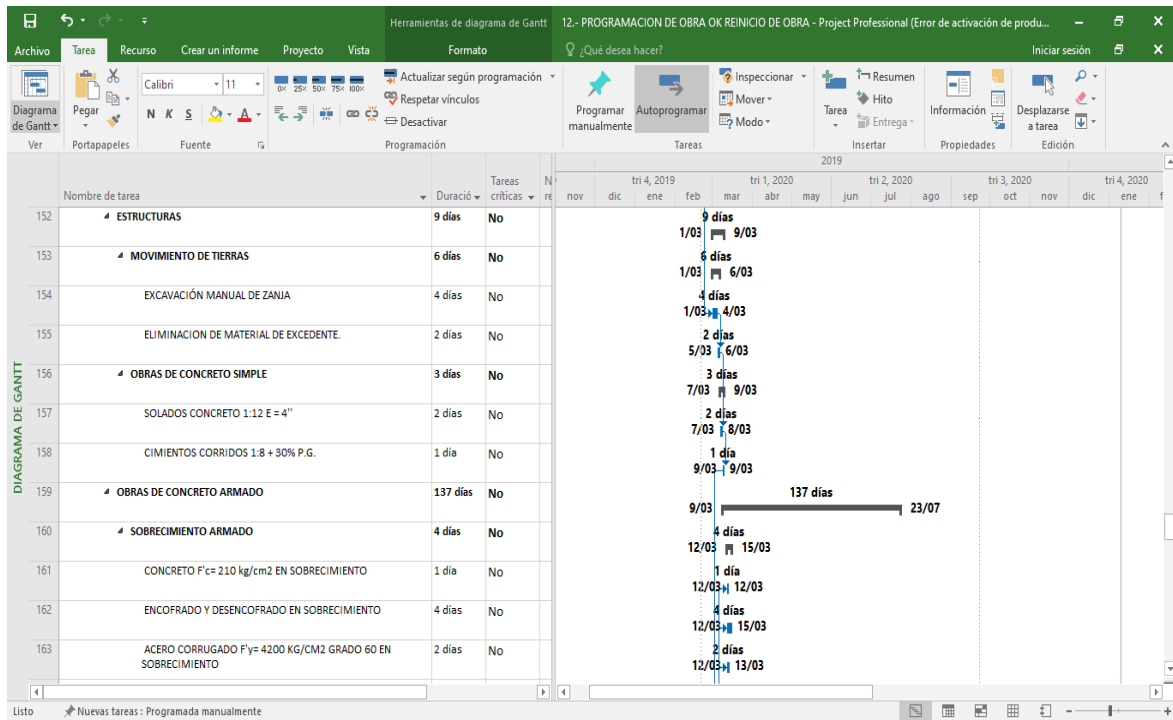 Herramientas de diagrama de Gantt 12.- PROGRAMACION DE OBRA OK REINICIO DE OBRA - Project Professional (Error de activación de produ...
Archivo Tarea Recurso Crear un informe Proyecto Vista Formato ¿Qué desea hacer? Iniciar sesión
Diagrama de Gantt
Ver
Pegar
Portapapeles
Calibri 11
N K S A
Fuente
0× 25× 50× 75× 100×
Actualizar según programación
Respetar vínculos
Desactivar
Programación
Programar manualmente
Autoprogramar
Inspeccionar
Mover
Modo
Tareas
Tarea
Resumen
Hito
Entrega
Insertar
Información
Propiedades
Desplazarse a tarea
Edición
2019
Nombre de tarea Duració Tareas críticas
tri 4, 2019 tri 1, 2020 tri 2, 2020 tri 3, 2020 tri 4, 2020
nov dic ene feb mar abr may jun jul ago sep oct nov dic ene f
DIAGRAMA DE GANTT
152 ESTRUCTURAS 9 días No
9 días
1/03 9/03
153 MOVIMIENTO DE TIERRAS 6 días No
6 días
1/03 6/03
154 EXCAVACIÓN MANUAL DE ZANJA 4 días No
4 días
1/03 4/03
155 ELIMINACION DE MATERIAL DE EXCEDENTE. 2 días No
2 días
5/03 6/03
156 OBRAS DE CONCRETO SIMPLE 3 días No
3 días
7/03 9/03
157 SOLADOS CONCRETO 1:12 E = 4'' 2 días No
2 días
7/03 8/03
158 CIMIENTOS CORRIDOS 1:8 + 30% P.G. 1 día No
1 día
9/03 9/03
159 OBRAS DE CONCRETO ARMADO 137 días No
137 días
9/03 23/07
160 SOBRECIMIENTO ARMADO 4 días No
4 días
12/03 15/03
161 CONCRETO F'c= 210 kg/cm2 EN SOBRECIMIENTO 1 día No
1 día
12/03 12/03
162 ENCOFRADO Y DESENCOFRADO EN SOBRECIMIENTO 4 días No
4 días
12/03 15/03
163 ACERO CORRUGADO F'y= 4200 KG/CM2 GRADO 60 EN SOBRECIMIENTO 2 días No
2 días
12/03 13/03
Listo Nuevas tareas : Programada manualmente